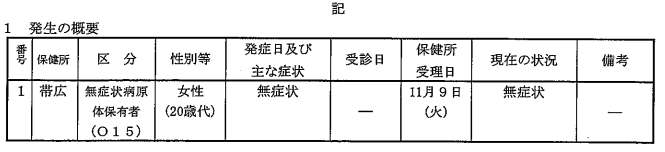 記
1 発生の概要
番号 保健所 区 分 性別等 発症日及び主な症状 受診日 保健所受理日 現在の状況 備考
1 帯広 無症状病原体保有者(O15) 女性(20歳代) 無症状 ― 11月9日(火) 無症状 ―